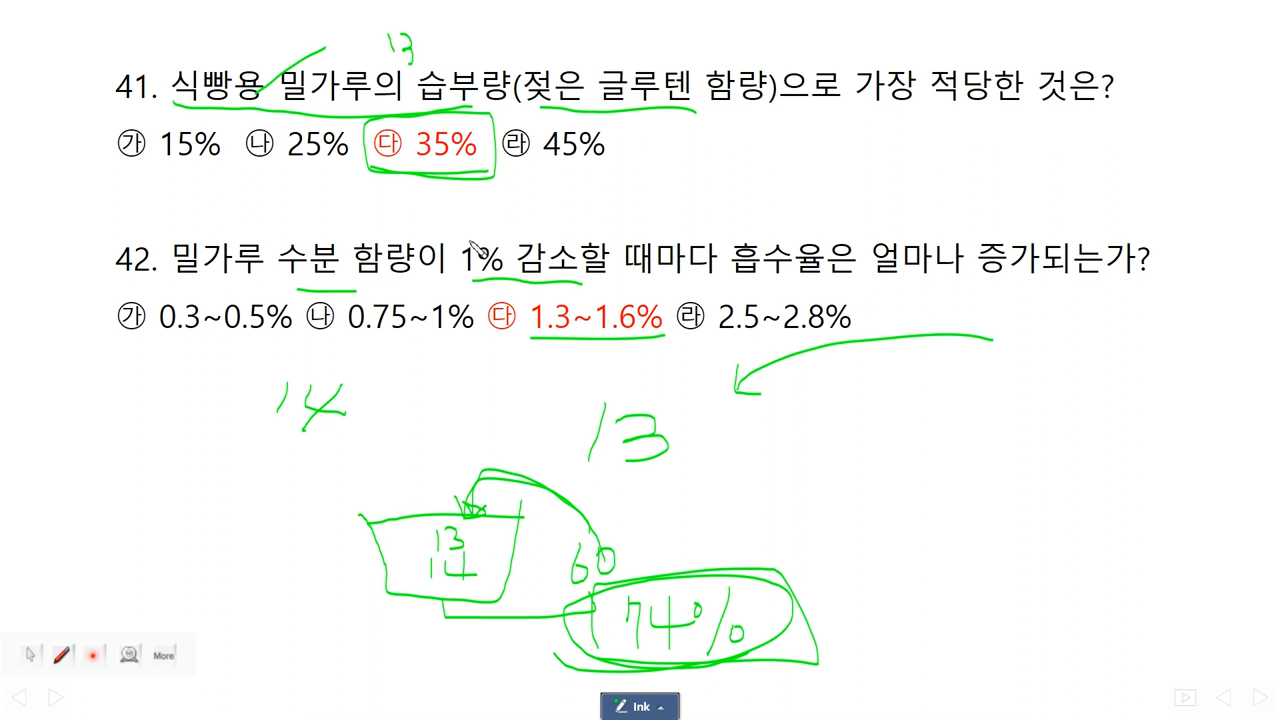 13
41. 식빵용 밀가루의 습부량(젖은 글루텐 함량)으로 가장 적당한 것은?
㉮ 15% ㉯ 25% ㉰ 35% ㉱ 45%
42. 밀가루 수분 함량이 1% 감소할 때마다 흡수율은 얼마나 증가되는가?
㉮ 0.3~0.5% ㉯ 0.75~1% ㉰ 1.3~1.6% ㉱ 2.5~2.8%
14
13
13
14
60
74%
More
Ink